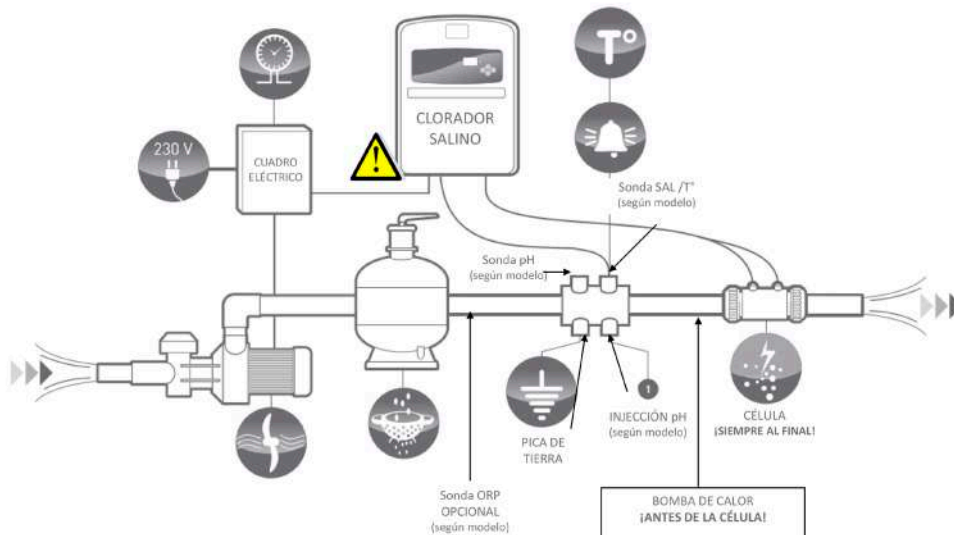 230 V
CUADRO
ELÉCTRICO
CLORADOR
SALINO
T°
Sonda SAL /T°
(según modelo)
Sonda pH
(según modelo)
PICA DE
TIERRA
1
INJECCIÓN pH
(según modelo)
CÉLULA
¡SIEMPRE AL FINAL!
Sonda ORP
OPCIONAL
(según modelo)
BOMBA DE CALOR
¡ANTES DE LA CÉLULA!